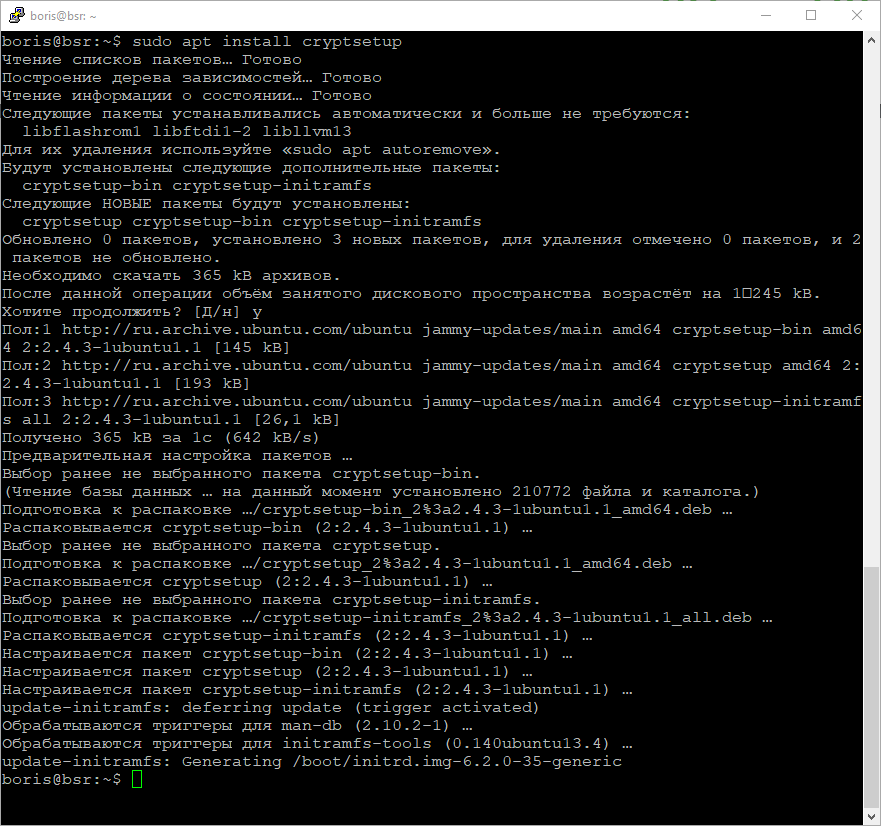 boris@bsr: ~
boris@bsr:~$ sudo apt install cryptsetup
Чтение списков пакетов… Готово
Построение дерева зависимостей… Готово
Чтение информации о состоянии… Готово
Следующие пакеты устанавливались автоматически и больше не требуются:
  libflashrom1 libftdi1-2 libllvm13
Для их удаления используйте «sudo apt autoremove».
Будут установлены следующие дополнительные пакеты:
  cryptsetup-bin cryptsetup-initramfs
Следующие НОВЫЕ пакеты будут установлены:
  cryptsetup cryptsetup-bin cryptsetup-initramfs
Обновлено 0 пакетов, установлено 3 новых пакетов, для удаления отмечено 0 пакетов, и 2
 пакетов не обновлено.
Необходимо скачать 365 kB архивов.
После данной операции объём занятого дискового пространства возрастёт на 1□245 kB.
Хотите продолжить? [Д/н] y
Пол:1 http://ru.archive.ubuntu.com/ubuntu jammy-updates/main amd64 cryptsetup-bin amd6
4 2:2.4.3-1ubuntu1.1 [145 kB]
Пол:2 http://ru.archive.ubuntu.com/ubuntu jammy-updates/main amd64 cryptsetup amd64 2:
2.4.3-1ubuntu1.1 [193 kB]
Пол:3 http://ru.archive.ubuntu.com/ubuntu jammy-updates/main amd64 cryptsetup-initramf
s all 2:2.4.3-1ubuntu1.1 [26,1 kB]
Получено 365 kB за 1с (642 kB/s)
Предварительная настройка пакетов …
Выбор ранее не выбранного пакета cryptsetup-bin.
(Чтение базы данных … на данный момент установлено 210772 файла и каталога.)
Подготовка к распаковке …/cryptsetup-bin_2%3a2.4.3-1ubuntu1.1_amd64.deb …
Распаковывается cryptsetup-bin (2:2.4.3-1ubuntu1.1) …
Выбор ранее не выбранного пакета cryptsetup.
Подготовка к распаковке …/cryptsetup_2%3a2.4.3-1ubuntu1.1_amd64.deb …
Распаковывается cryptsetup (2:2.4.3-1ubuntu1.1) …
Выбор ранее не выбранного пакета cryptsetup-initramfs.
Подготовка к распаковке …/cryptsetup-initramfs_2%3a2.4.3-1ubuntu1.1_all.deb …
Распаковывается cryptsetup-initramfs (2:2.4.3-1ubuntu1.1) …
Настраивается пакет cryptsetup-bin (2:2.4.3-1ubuntu1.1) …
Настраивается пакет cryptsetup (2:2.4.3-1ubuntu1.1) …
Настраивается пакет cryptsetup-initramfs (2:2.4.3-1ubuntu1.1) …
update-initramfs: deferring update (trigger activated)
Обрабатываются триггеры для man-db (2.10.2-1) …
Обрабатываются триггеры для initramfs-tools (0.140ubuntu13.4) …
update-initramfs: Generating /boot/initrd.img-6.2.0-35-generic
boris@bsr:~$